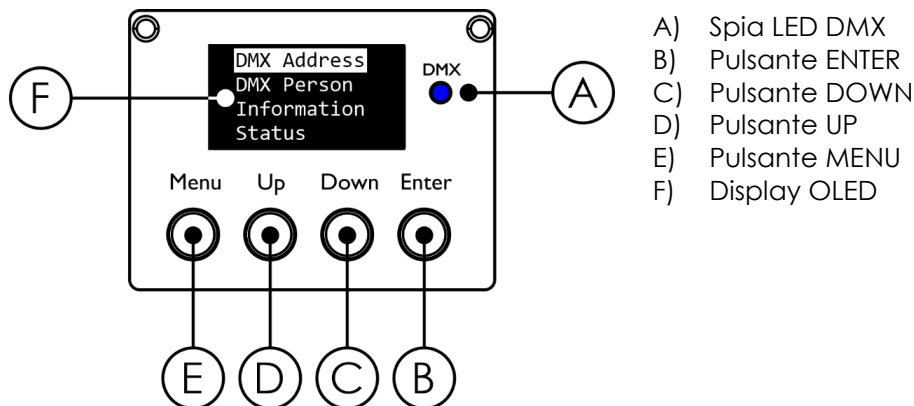 DMX Address
DMX Person
Information
Status
DMX
Menu Up Down Enter
F
A
E D C B
A) Spia LED DMX
B) Pulsante ENTER
C) Pulsante DOWN
D) Pulsante UP
E) Pulsante MENU
F) Display OLED